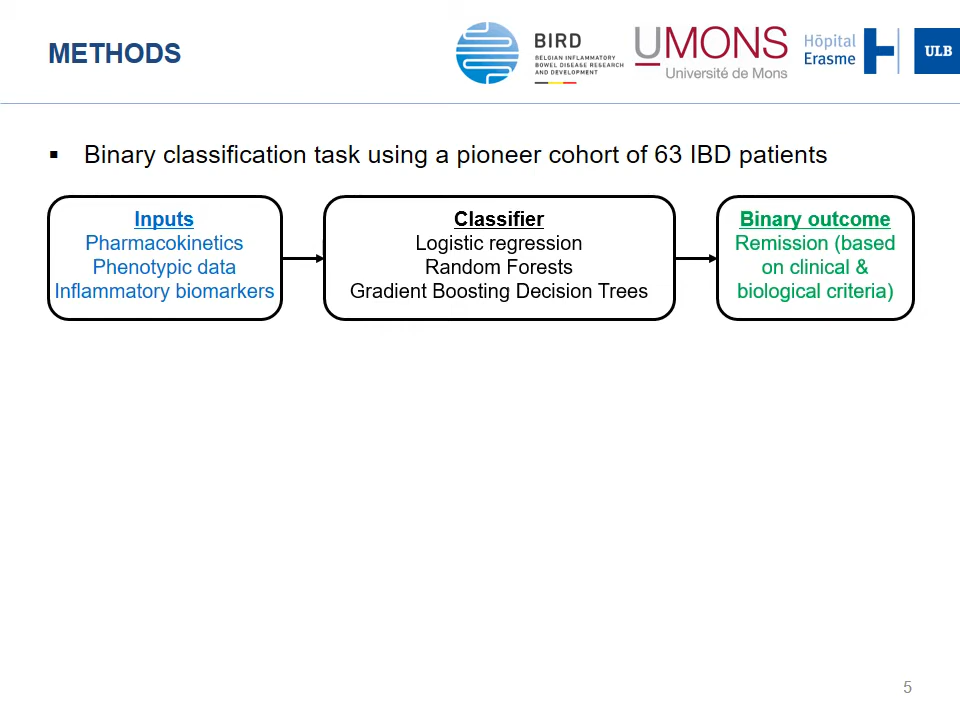 METHODS
BIRD
BELGIAN INFLAMMATORY
BOWEL DISEASE RESEARCH
AND DEVELOPMENT
UMONS
Université de Mons
Hôpital
Erasme
ULB
▪ Binary classification task using a pioneer cohort of 63 IBD patients
Inputs
Pharmacokinetics
Phenotypic data
Inflammatory biomarkers
Classifier
Logistic regression
Random Forests
Gradient Boosting Decision Trees
Binary outcome
Remission (based
on clinical &
biological criteria)
5